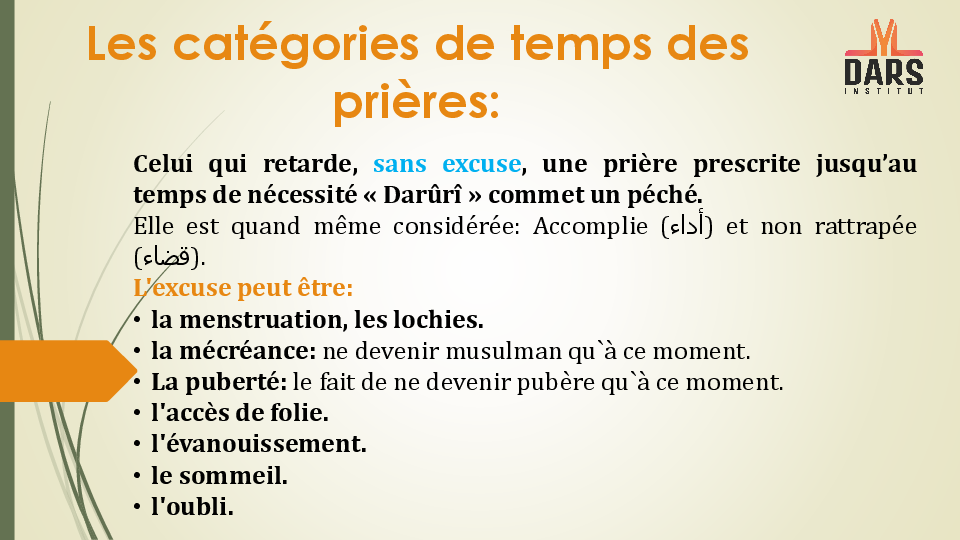 Les catégories de temps des
prières:
DARS
INSTITUT
Celui qui retarde, sans excuse, une prière prescrite jusqu’au
temps de nécessité « Darûrî » commet un péché.
Elle est quand même considérée: Accomplie (أداء) et non rattrapée
(قضاء).
L'excuse peut être:
• la menstruation, les lochies.
• la mécréance: ne devenir musulman qu`à ce moment.
• La puberté: le fait de ne devenir pubère qu`à ce moment.
• l'accès de folie.
• l'évanouissement.
• le sommeil.
• l'oubli.